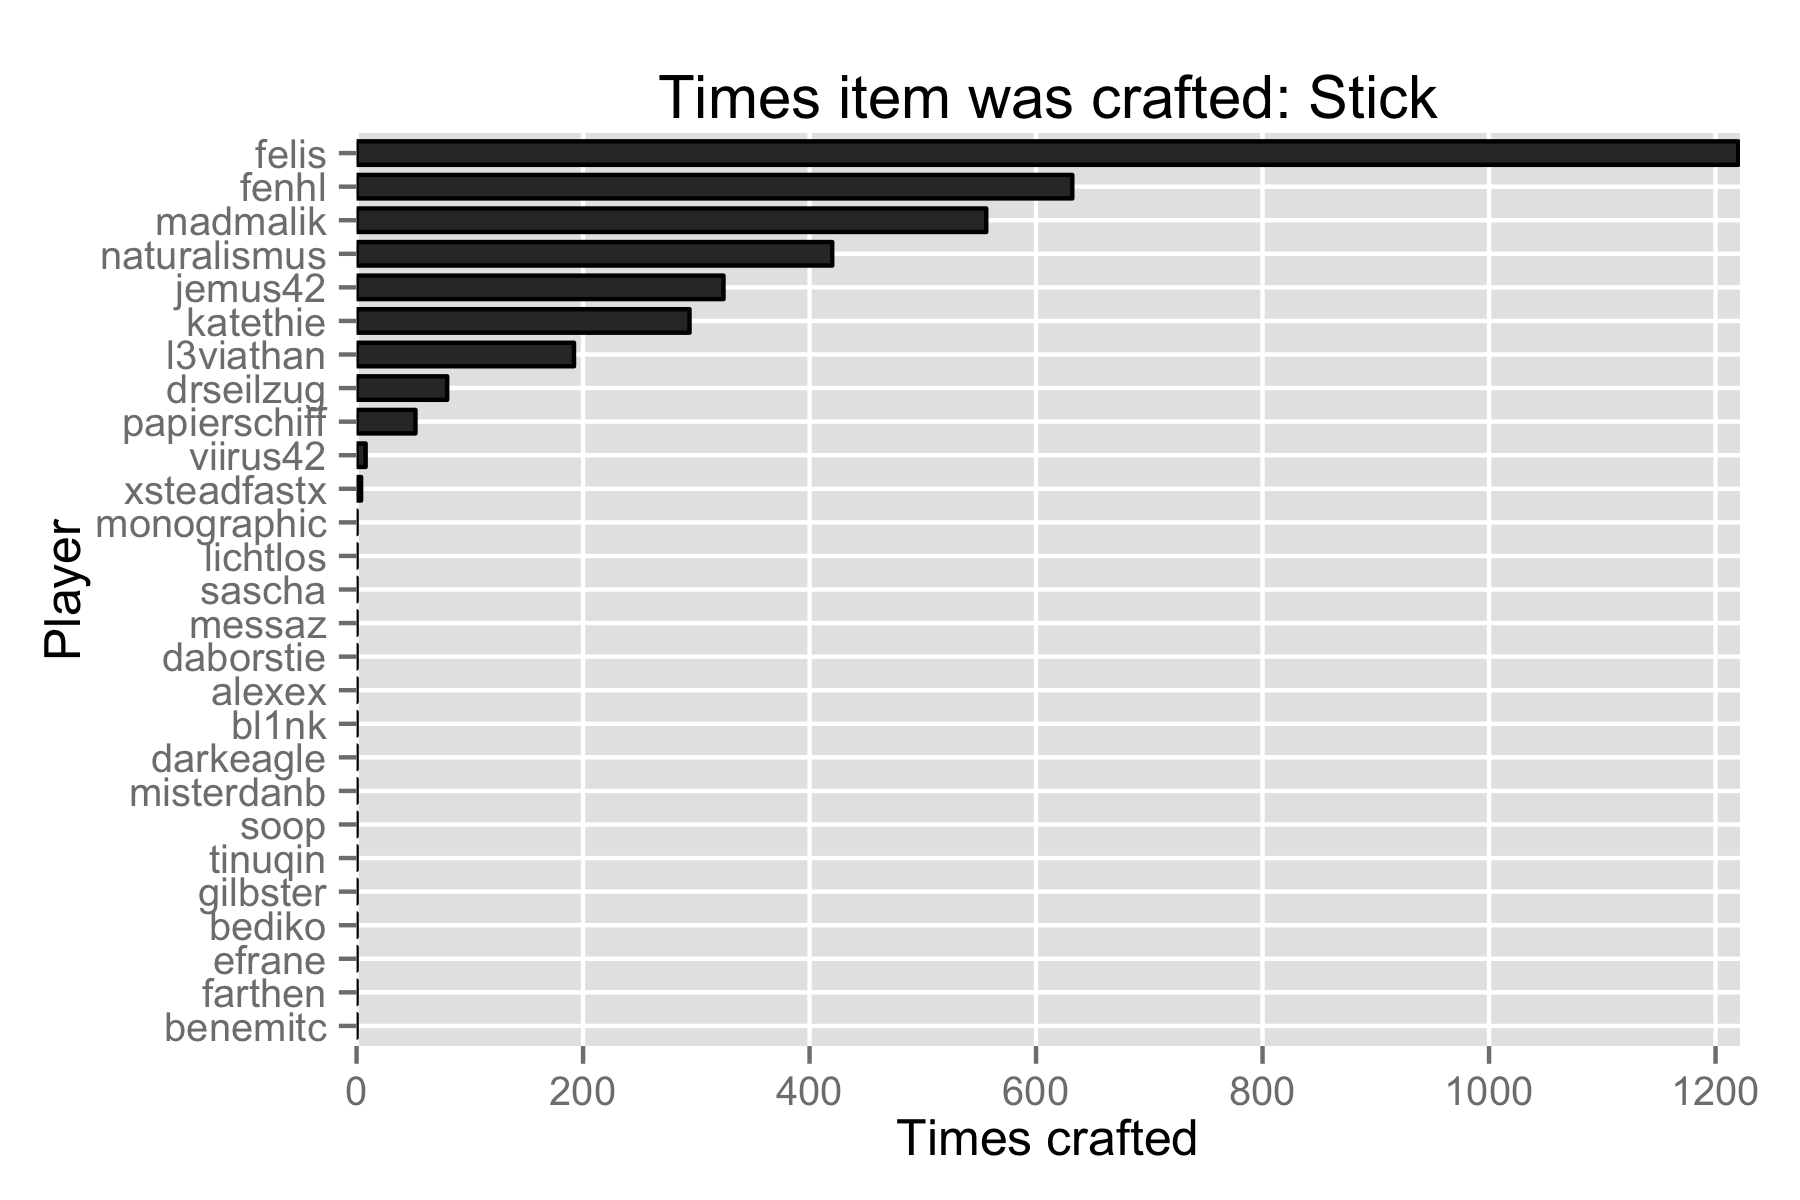 Times item was crafted: Stick
felis
fenhl
madmalik
naturalismus
jemus42
katethie
l3viathan
drseilzug
papierschiff
viirus42
xsteadfastx
monographic
lichtlos
sascha
messaz
daborstie
alexex
bl1nk
darkeagle
misterdanb
soop
tinuqin
gilbster
bediko
efrane
farthen
benemitc
Player
0 200 400 600 800 1000 1200
Times crafted